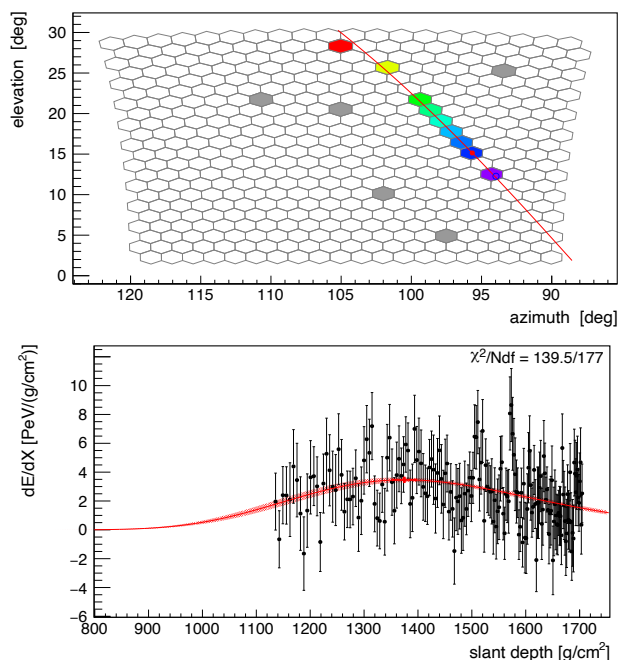 elevation [deg]
30
25
20
15
10
5
0
120 115 110 105 100 95 90
azimuth [deg]
χ²/Ndf = 139.5/177
dE/dX [PeV/(g/cm²)]
10
8
6
4
2
0
−2
−4
−6
800 900 1000 1100 1200 1300 1400 1500 1600 1700
slant depth [g/cm²]